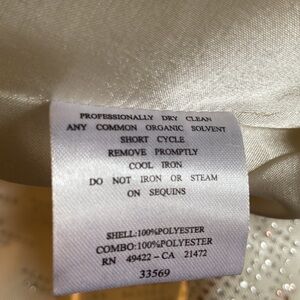 PROFESSIONALLY DRY CLEAN
ANY COMMON ORGANIC SOLVENT
SHORT CYCLE
REMOVE PROMPTLY
COOL IRON
DO NOT IRON OR STEAM
ON SEQUINS
SHELL:100%POLYESTER
COMBO:100%POLYESTER
RN 49422 - CA 21472
33569